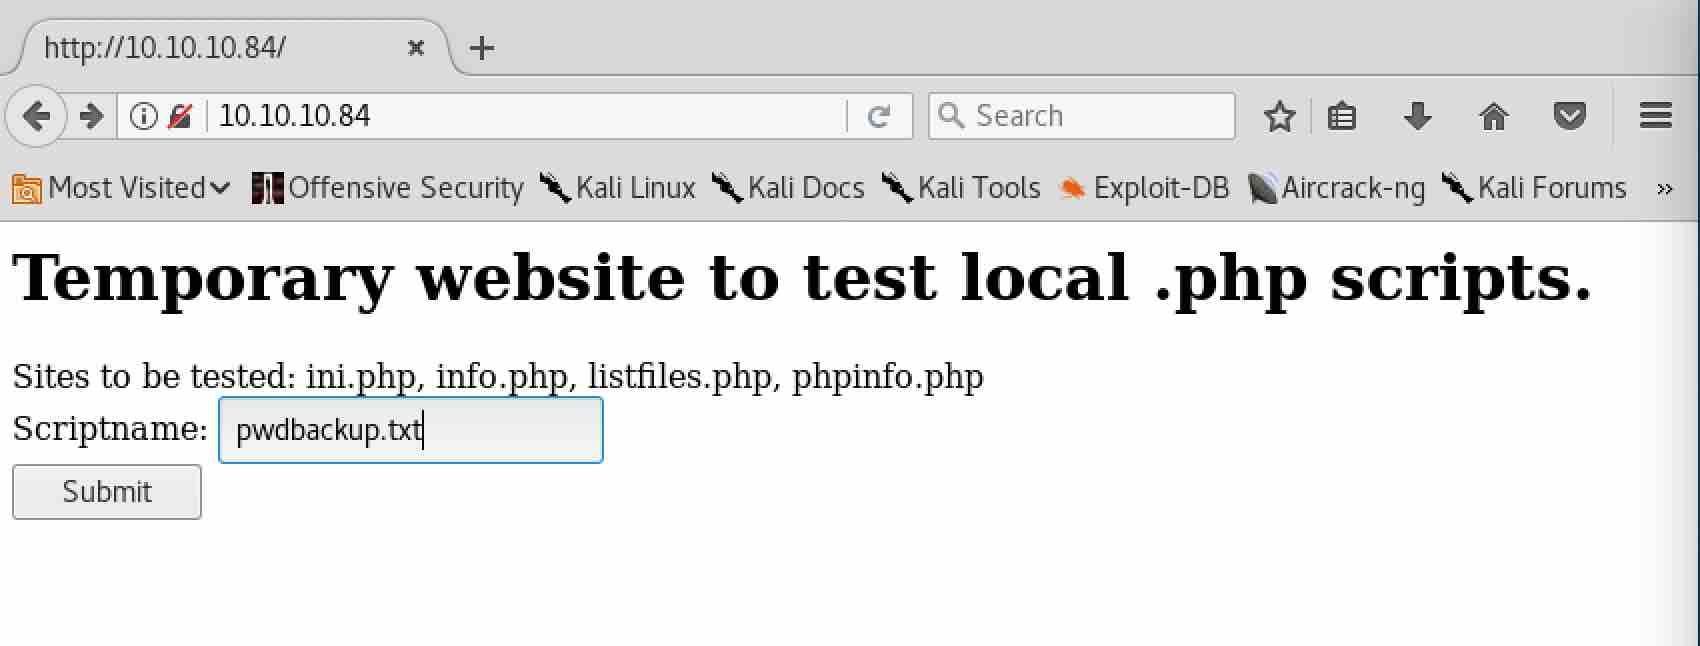 http://10.10.10.84/
10.10.10.84 Search
Most Visited Offensive Security Kali Linux Kali Docs Kali Tools Exploit-DB Aircrack-ng Kali Forums »
Temporary website to test local .php scripts.
Sites to be tested: ini.php, info.php, listfiles.php, phpinfo.php
Scriptname: pwdbackup.txt
Submit